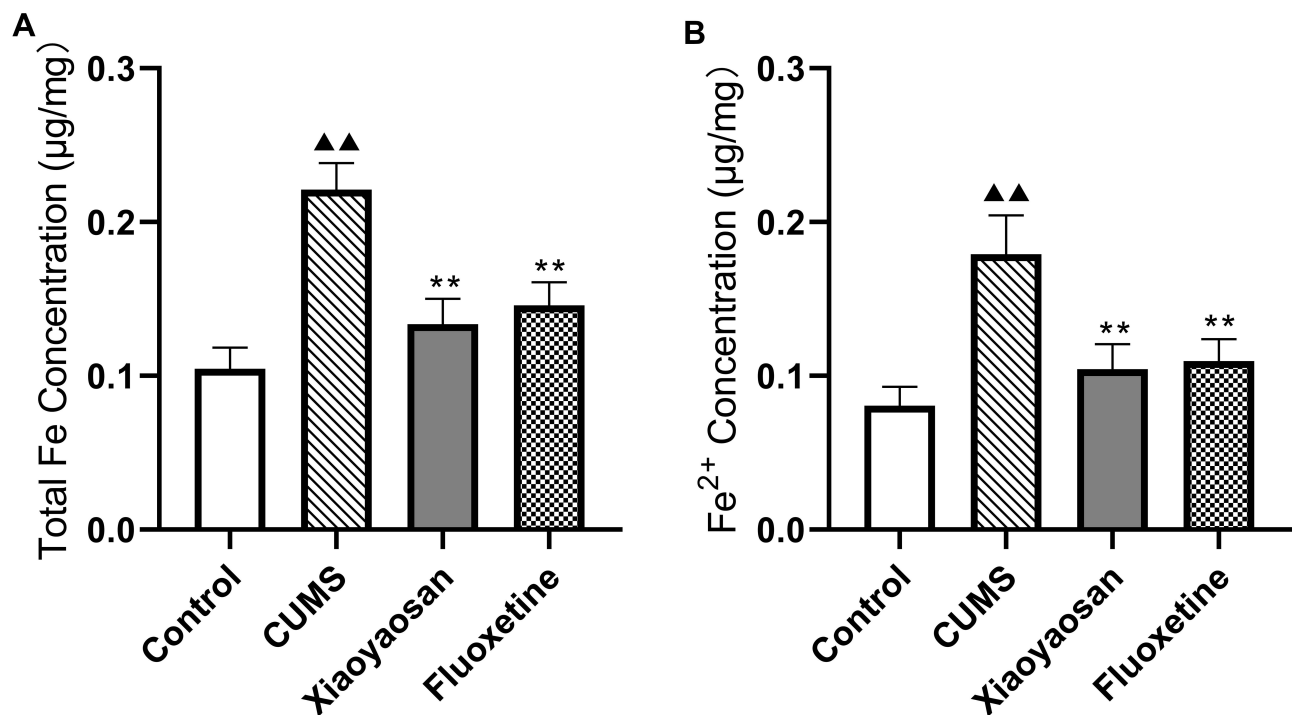 A
Total Fe Concentration (μg/mg)
0.3
0.2
0.1
0.0
▲▲
**
**
Control
CUMS
Xiaoyaosan
Fluoxetine
B
Fe²⁺ Concentration (μg/mg)
0.3
0.2
0.1
0.0
▲▲
**
**
Control
CUMS
Xiaoyaosan
Fluoxetine